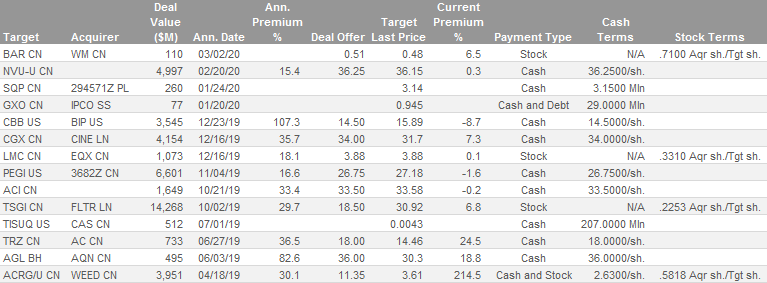 Target Acquirer Deal Value ($M) Ann. Date Ann. Premium % Deal Offer Target Last Price Current Premium % Payment Type Cash Terms Stock Terms
BAR CN WM CN 110 03/02/20 0.51 0.48 6.5 Stock N/A .7100 Aqr sh./Tgt sh.
NVU-U CN 4,997 02/20/20 15.4 36.25 36.15 0.3 Cash 36.2500/sh.
SQP CN 294571Z PL 260 01/24/20 3.14 Cash 3.1500 Mln
GXO CN IPCO SS 77 01/20/20 0.945 Cash and Debt 29.0000 Mln
CBB US BIP US 3,545 12/23/19 107.3 14.50 15.89 -8.7 Cash 14.5000/sh.
CGX CN CINE LN 4,154 12/16/19 35.7 34.00 31.7 7.3 Cash 34.0000/sh.
LMC CN EQX CN 1,073 12/16/19 18.1 3.88 3.88 0.1 Stock N/A .3310 Aqr sh./Tgt sh.
PEGI US 3682Z CN 6,601 11/04/19 16.6 26.75 27.18 -1.6 Cash 26.7500/sh.
ACI CN 1,649 10/21/19 33.4 33.50 33.58 -0.2 Cash 33.5000/sh.
TSGI CN FLTR LN 14,268 10/02/19 29.7 18.50 30.92 6.8 Stock N/A .2253 Aqr sh./Tgt sh.
TISUQ US CAS CN 512 07/01/19 0.0043 Cash 207.0000 Mln
TRZ CN AC CN 733 06/27/19 36.5 18.00 14.46 24.5 Cash 18.0000/sh.
AGL BH AQN CN 495 06/03/19 82.6 36.00 30.3 18.8 Cash 36.0000/sh.
ACRG/U CN WEED CN 3,951 04/18/19 30.1 11.35 3.61 214.5 Cash and Stock 2.6300/sh. .5818 Aqr sh./Tgt sh.